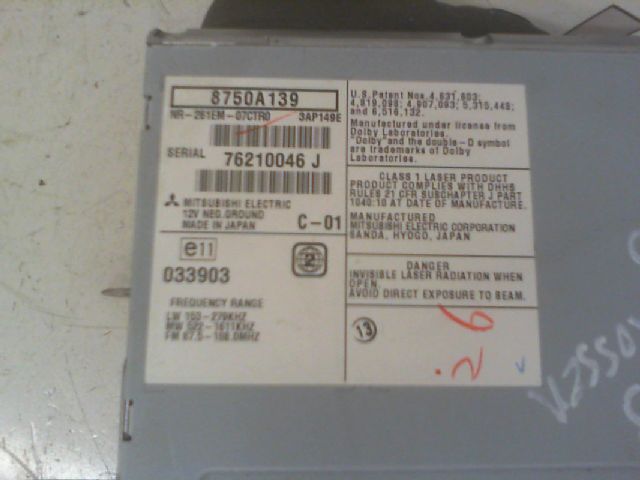 8750A139
NR-261EM-07CTR0 3AP149E
SERIAL 76210046 J
MITSUBISHI ELECTRIC
12V NEG.GROUND
MADE IN JAPAN C-01
e11
033903
2
FREQUENCY RANGE
LW 153-279KHZ
MW 522-1611KHZ
FM 87.5-108.0MHZ
U.S.Patent Nos.4,631,603;
4,819,098; 4,907,093; 5,315,448;
and 6,516,132.
Manufactured under license from
Dolby Laboratories.
"Dolby" and the double-D symbol
are trademarks of Dolby
Laboratories.
CLASS 1 LASER PRODUCT
PRODUCT COMPLIES WITH DHHS
RULES 21 CFR SUBCHAPTER J PART
1040:10 AT DATE OF MANUFACTURE.
MANUFACTURED
MITSUBISHI ELECTRIC CORPORATION
SANDA, HYOGO, JAPAN
DANGER
INVISIBLE LASER RADIATION WHEN
OPEN.
AVOID DIRECT EXPOSURE TO BEAM.
13
26